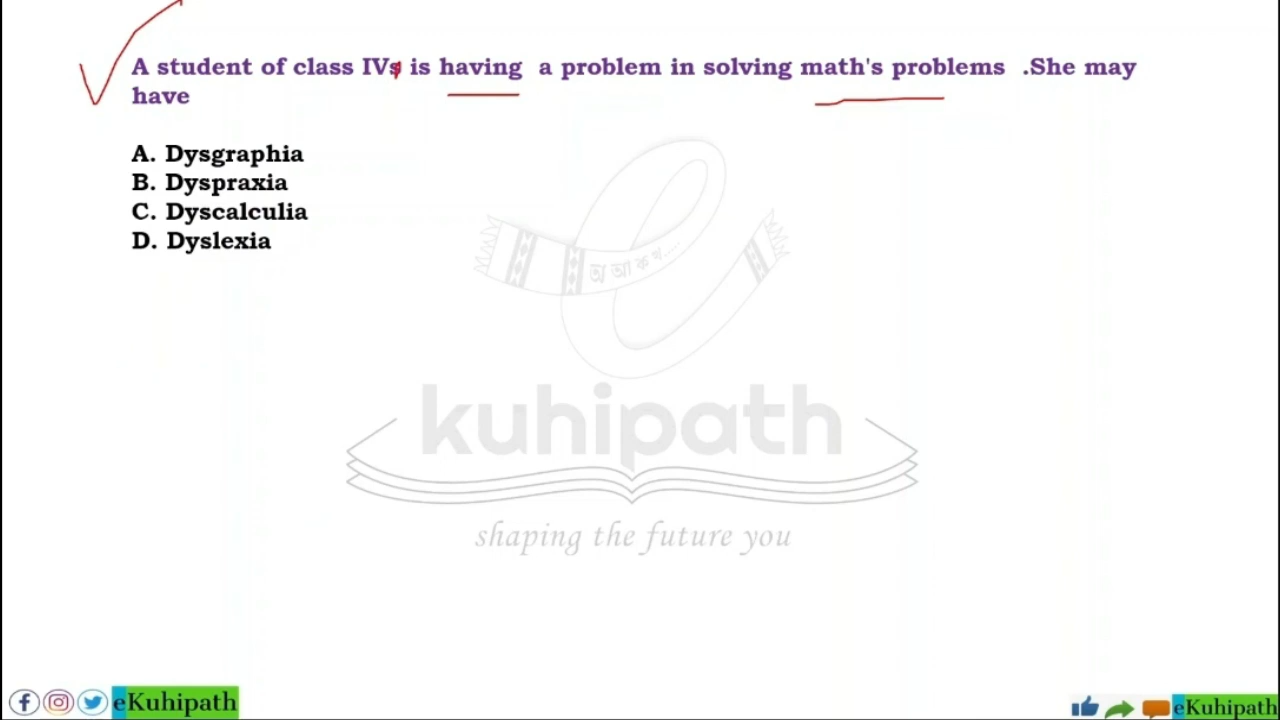 A student of class IVs is having a problem in solving math's problems .She may
have
A. Dysgraphia
B. Dyspraxia
C. Dyscalculia
D. Dyslexia
অ আ ক খ....
kuhipath
shaping the future you
eKuhipath
eKuhipath